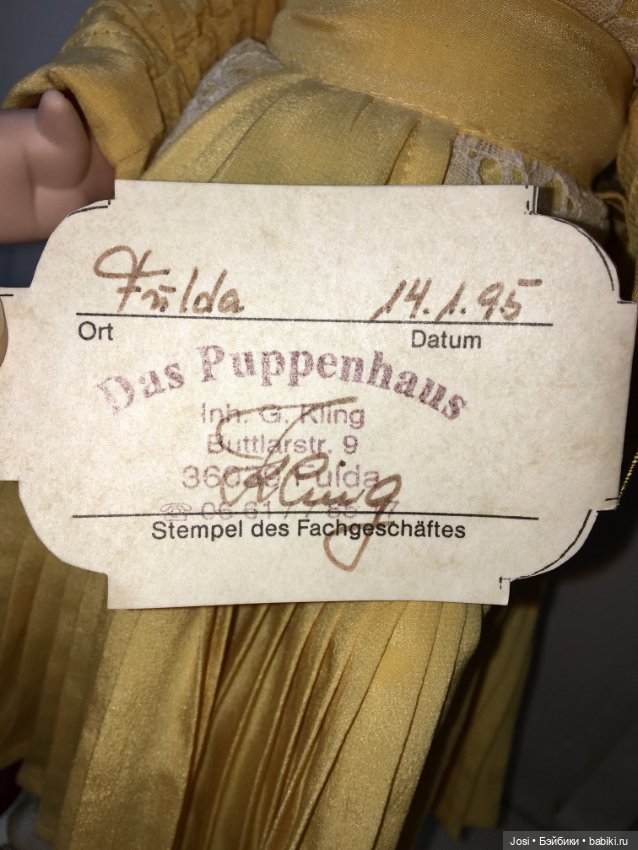 Fulda 14.1.95
Ort Datum
Das Puppenhaus
Inh. G. Kling
Buttlarstr. 9
Fulda
Kling
Stempel des Fachgeschäftes
Josi • Бэйбики • babiki.ru